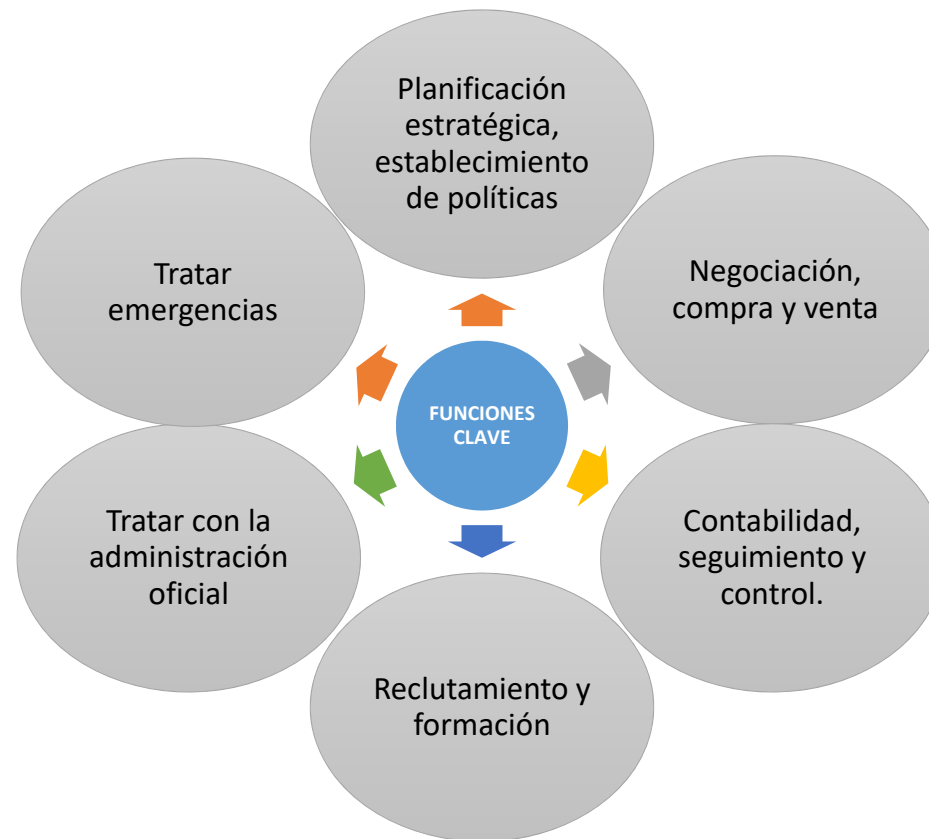 Planificación
estratégica,
establecimiento
de políticas
Negociación,
compra y venta
Contabilidad,
seguimiento y
control.
Reclutamiento y
formación
Tratar con la
administración
oficial
Tratar
emergencias
FUNCIONES
CLAVE